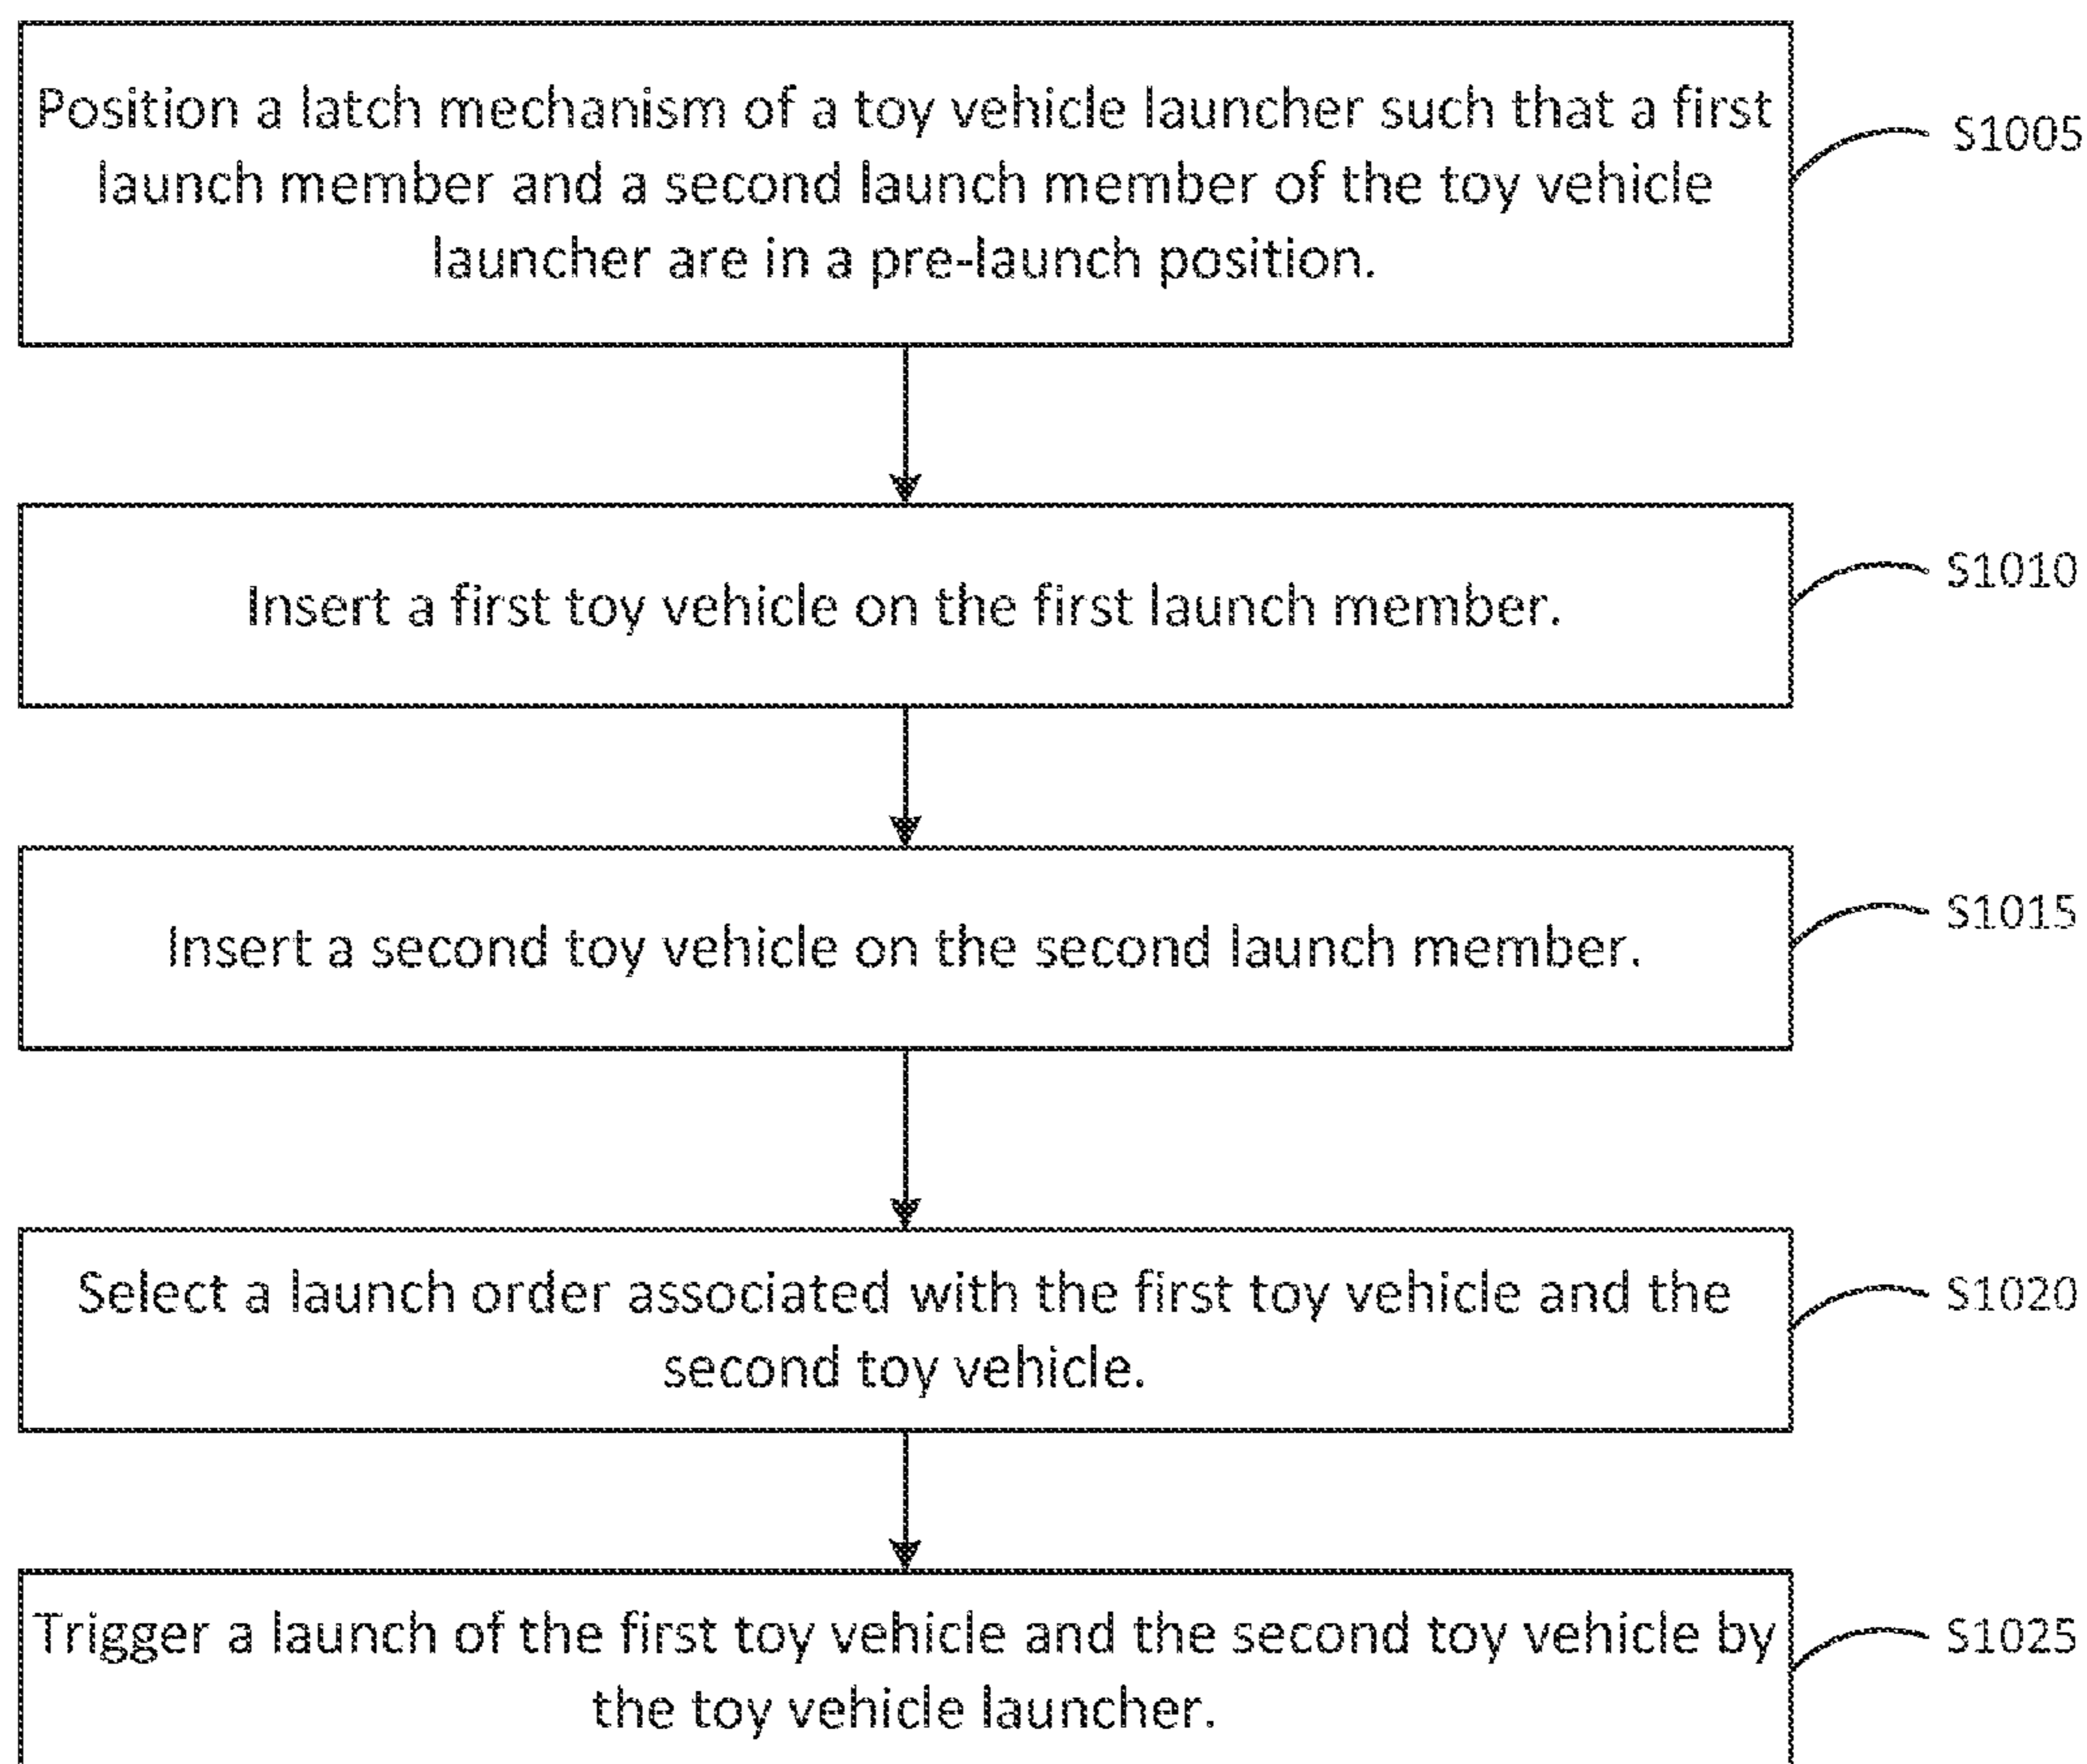 Position a latch mechanism of a toy vehicle launcher such that a first
launch member and a second launch member of the toy vehicle
launcher are in a pre-launch position.
S1005
Insert a first toy vehicle on the first launch member.
S1010
Insert a second toy vehicle on the second launch member.
S1015
Select a launch order associated with the first toy vehicle and the
second toy vehicle.
S1020
Trigger a launch of the first toy vehicle and the second toy vehicle by
the toy vehicle launcher.
S1025